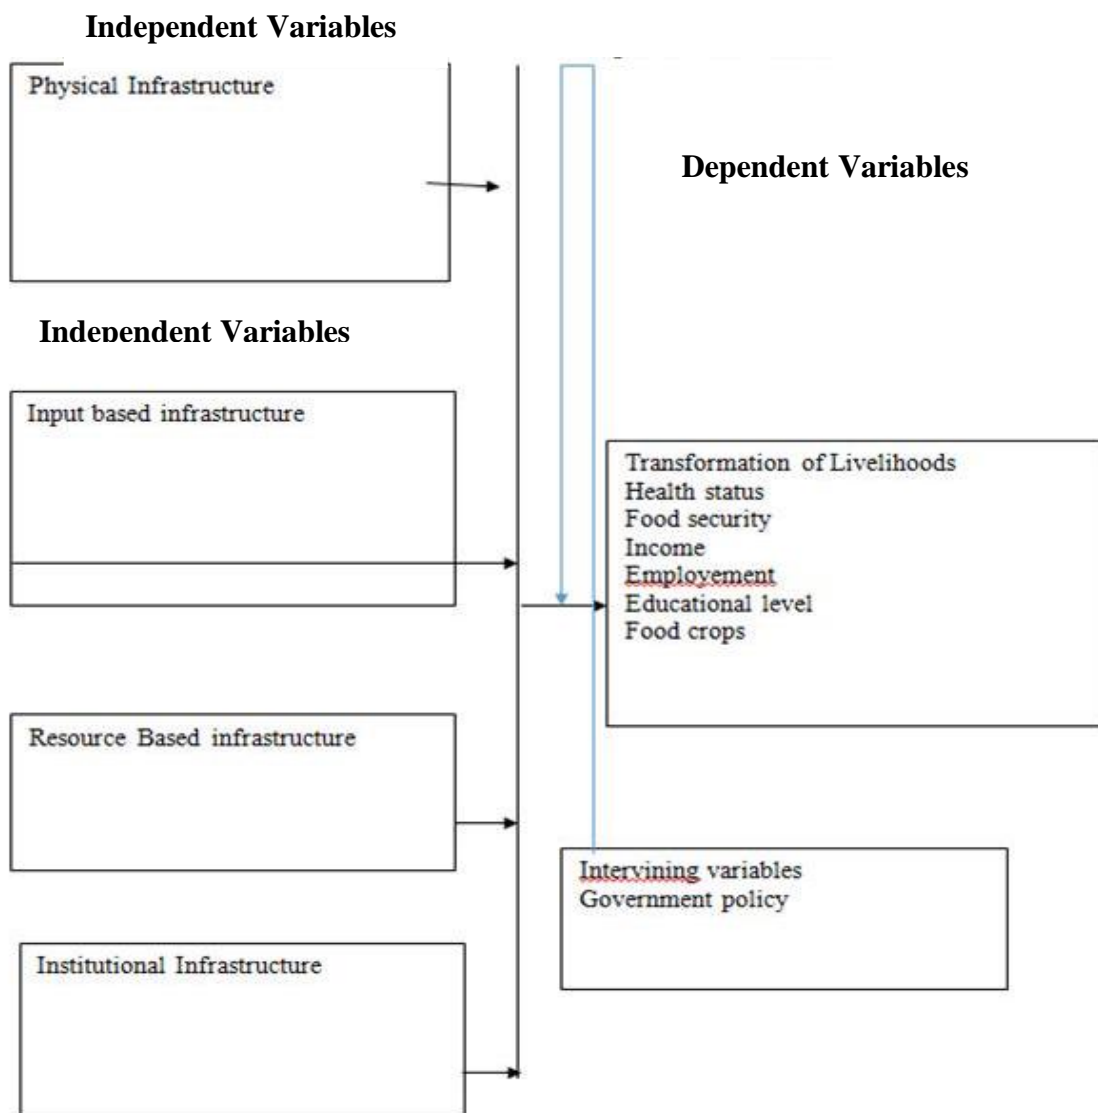 Independent Variables
Physical Infrastructure
Dependent Variables
Independent Variables
Input based infrastructure
Transformation of Livelihoods
Health status
Food security
Income
Employement
Educational level
Food crops
Resource Based infrastructure
Intervining variables
Government policy
Institutional Infrastructure